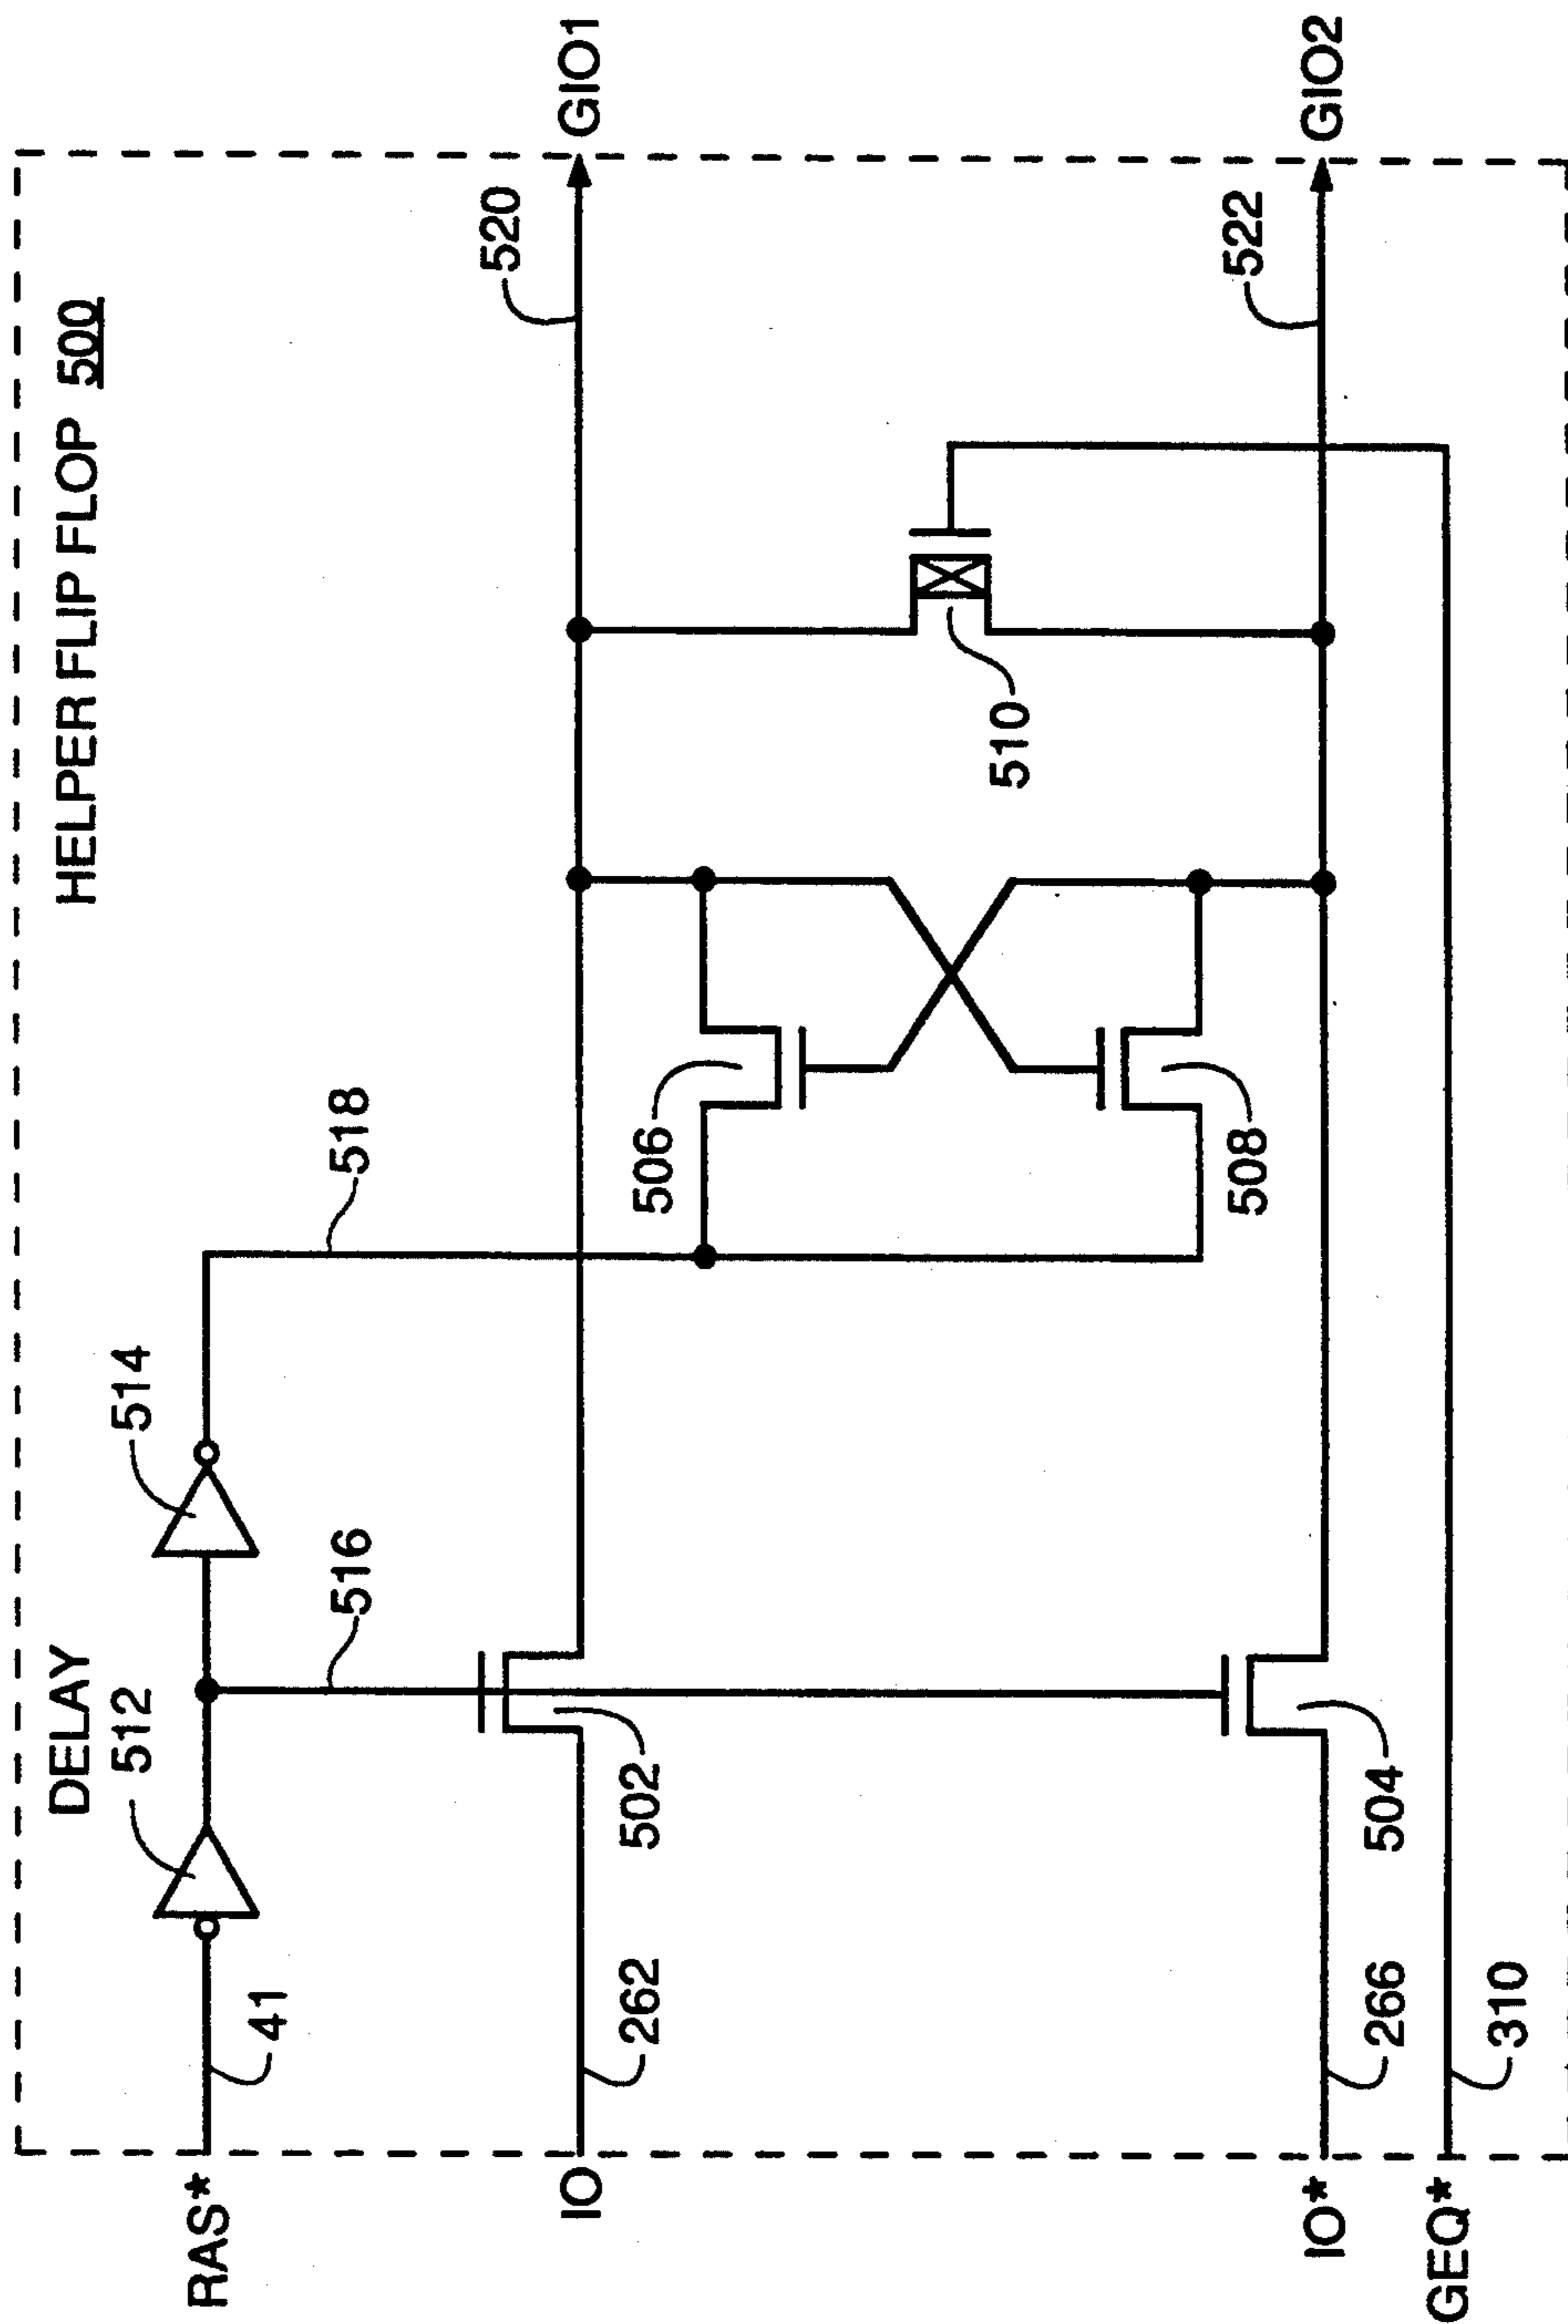 HELPER FLIP FLOP 500
DELAY
512
514
RAS*
41
516
518
520
IO
262
502
506
GIO1
510
508
522
IO*
266
504
GIO2
GEQ*
310